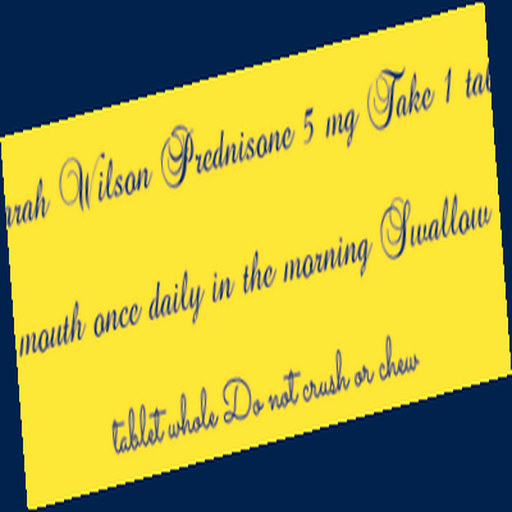 Wilson Prednisone 5 mg Take 1
mouth once daily in the morning Swallow
tablet whole Do not crush or chew